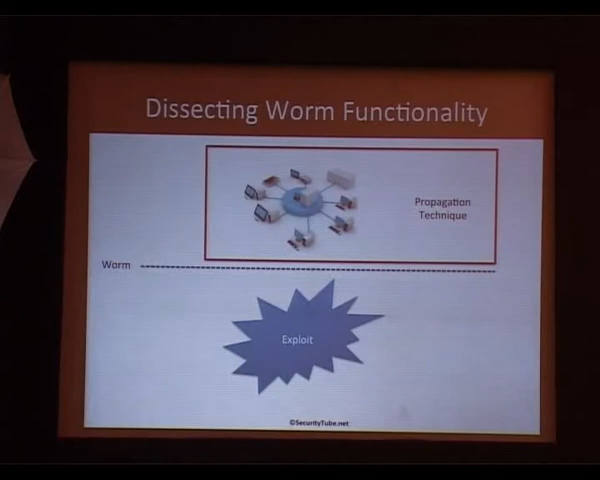 Dissecting Worm Functionality
Propagation
Technique
Worm
Exploit
©SecurityTube.net